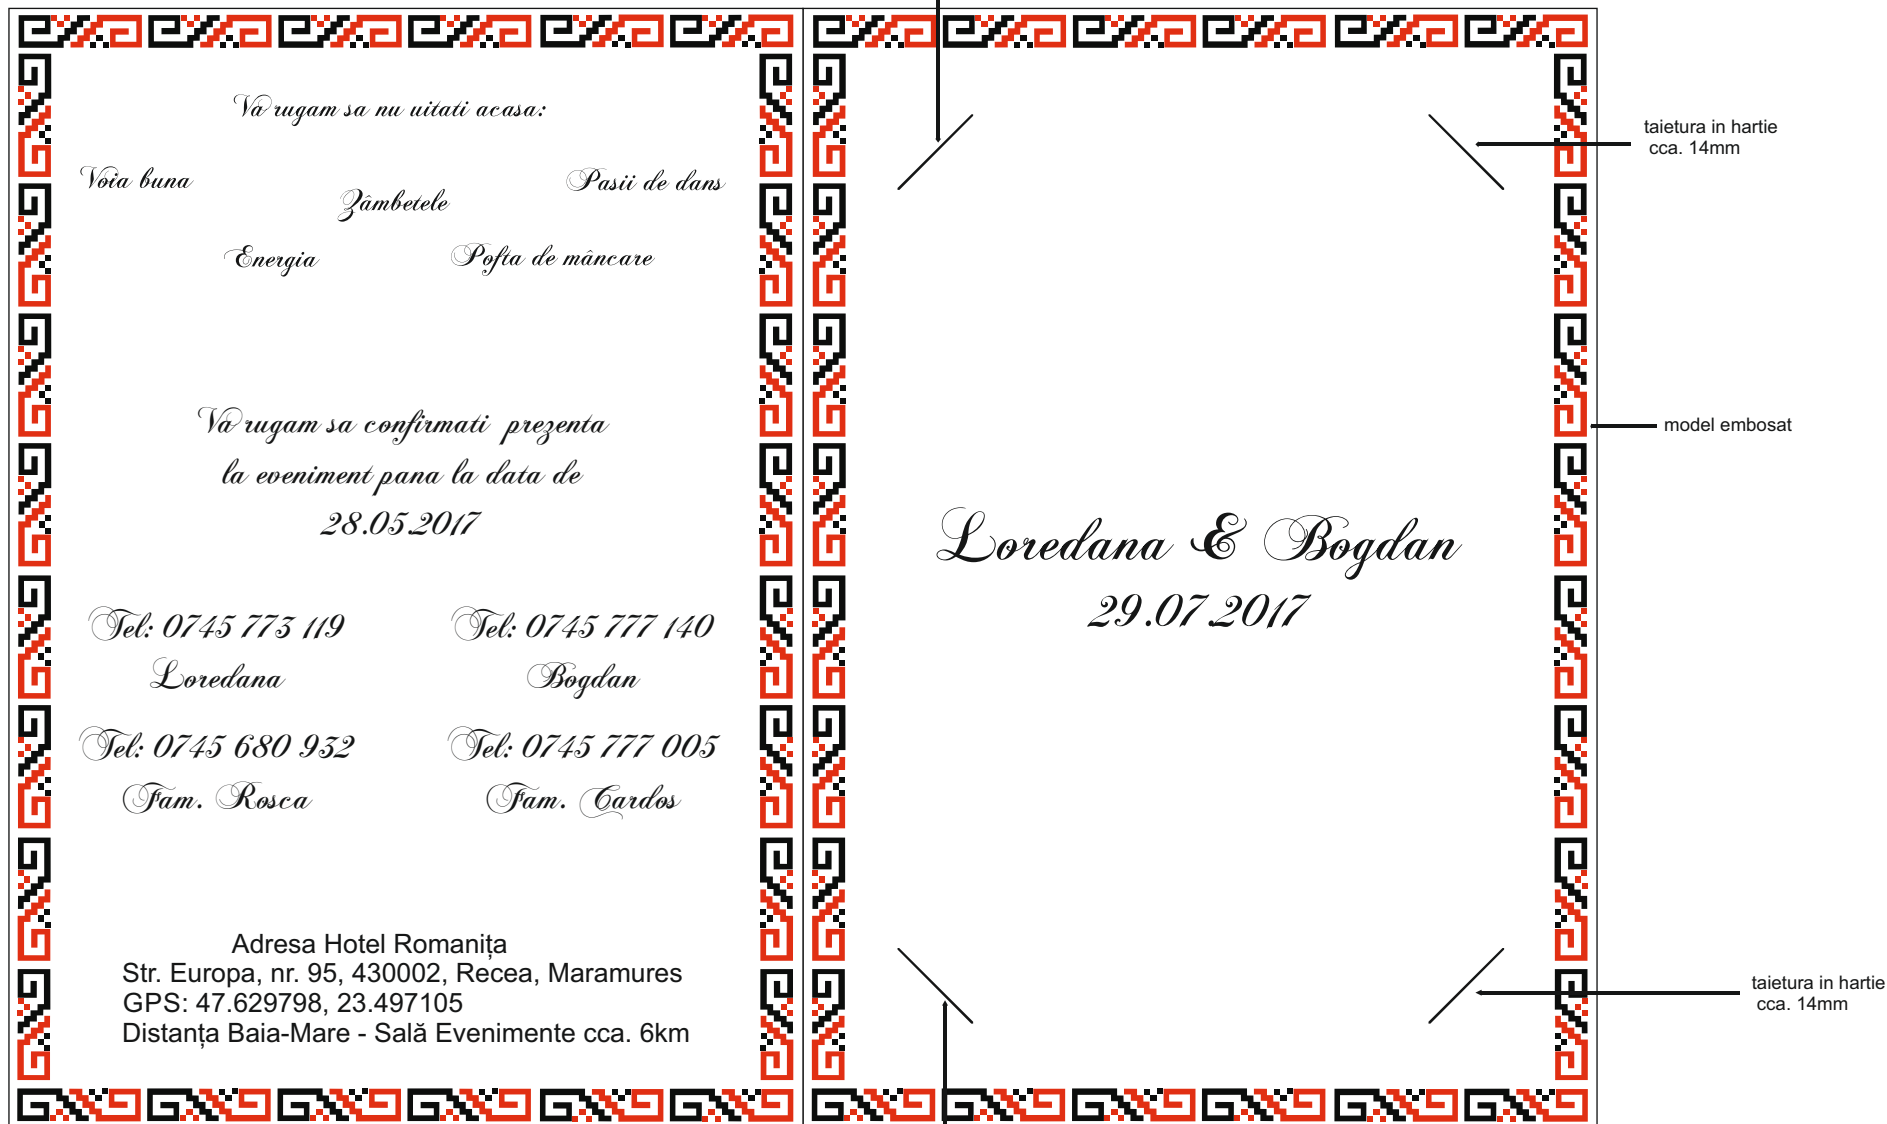 Va rugam sa nu uitati acasa:
Voia buna
Zâmbetele
Pasii de dans
Energia
Pofta de mâncare
Va rugam sa confirmati prezenta
la eveniment pana la data de
28.05.2017
Tel: 0745 773 119
Loredana
Tel: 0745 777 140
Bogdan
Tel: 0745 680 932
Fam. Rosca
Tel: 0745 777 005
Fam. Cardos
Adresa Hotel Romanița
Str. Europa, nr. 95, 430002, Recea, Maramures
GPS: 47.629798, 23.497105
Distanța Baia-Mare - Sală Evenimente cca. 6km
Loredana & Bogdan
29.07.2017
taietura in hartie
cca. 14mm
model embosat
taietura in hartie
cca. 14mm